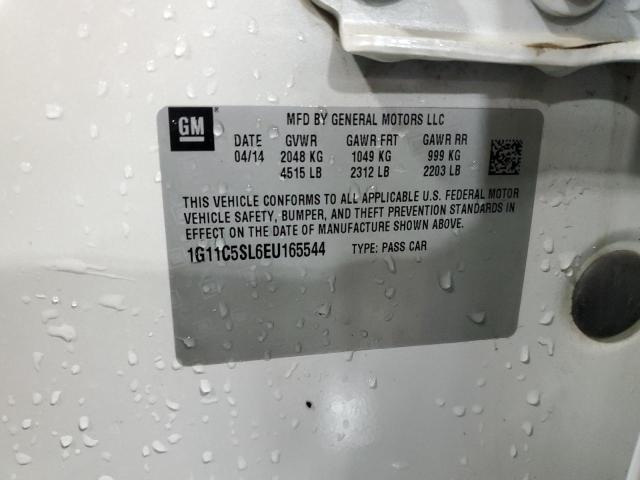 GM
MFD BY GENERAL MOTORS LLC
DATE GVWR GAWR FRT GAWR RR
04/14 2048 KG 1049 KG 999 KG
4515 LB 2312 LB 2203 LB
THIS VEHICLE CONFORMS TO ALL APPLICABLE U.S. FEDERAL MOTOR
VEHICLE SAFETY, BUMPER, AND THEFT PREVENTION STANDARDS IN
EFFECT ON THE DATE OF MANUFACTURE SHOWN ABOVE.
1G11C5SL6EU165544 TYPE: PASS CAR